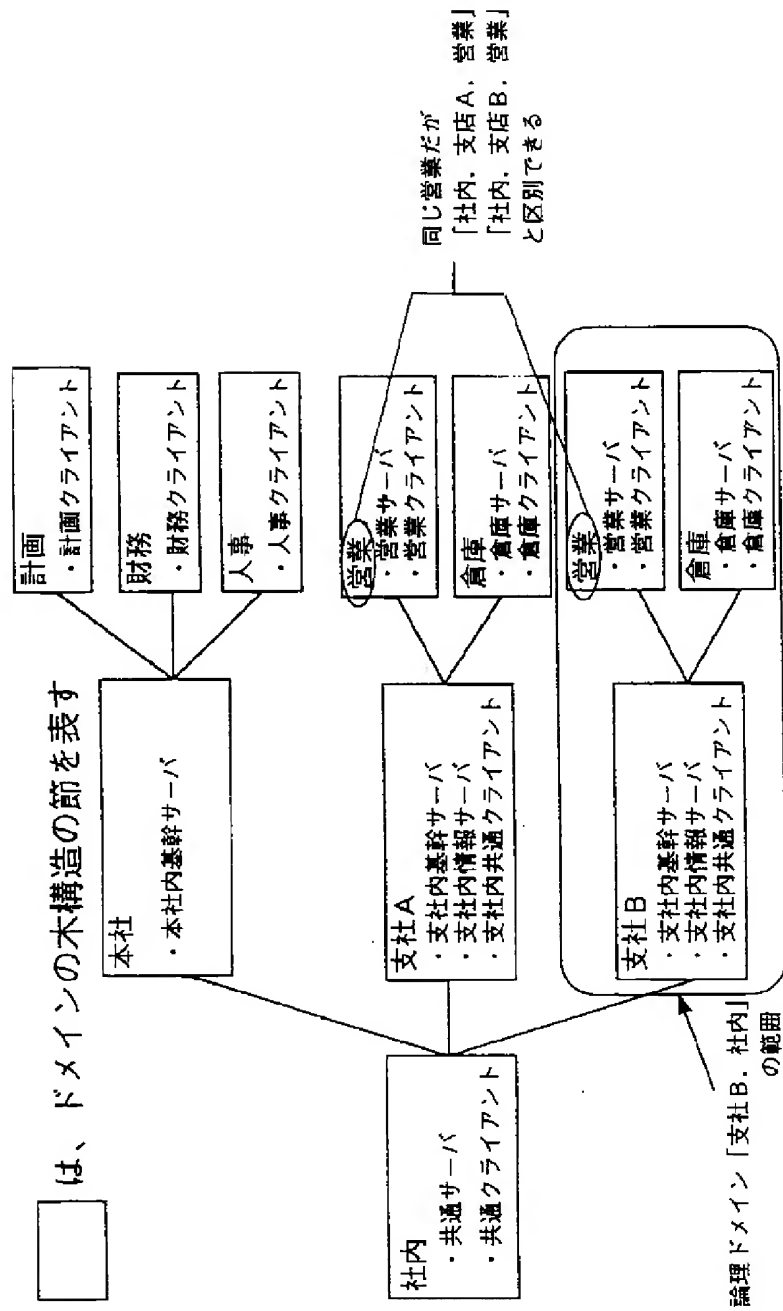 は、ドメインの木構造の節を表す
社内
・共通サーバ
・共通クライアント
本社
・本社内基幹サーバ
計画
・計画クライアント
財務
・財務クライアント
人事
・人事クライアント
支社A
・支社内基幹サーバ
・支社内情報サーバ
・支社内共通クライアント
営業
・営業サーバ
・営業クライアント
倉庫
・倉庫サーバ
・倉庫クライアント
支社B
・支社内基幹サーバ
・支社内情報サーバ
・支社内共通クライアント
営業
・営業サーバ
・営業クライアント
倉庫
・倉庫サーバ
・倉庫クライアント
同じ営業だが
「社内．支店A．営業」
「社内．支店B．営業」
と区別できる
論理ドメイン「支社B．社内」
の範囲